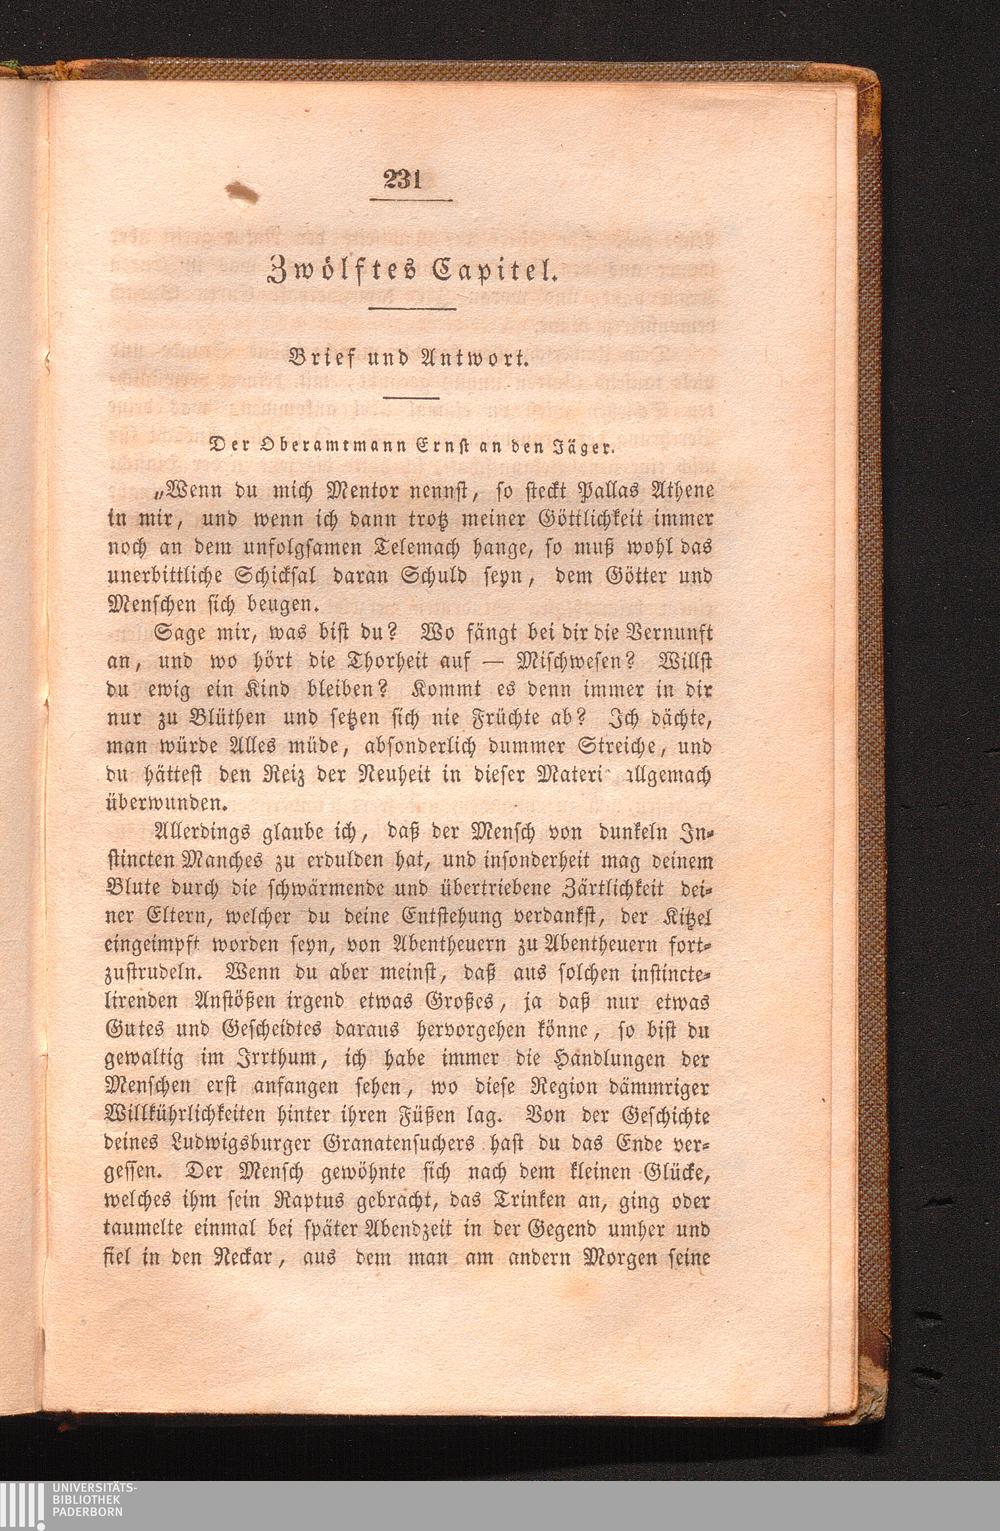 231
Zwölftes Capitel.
Brief und Antwort.
Der Oberamtmann Ernst an den Jäger.
„Wenn du mich Mentor nennst, so steckt Pallas Athene
in mir, und wenn ich dann trotz meiner Göttlichkeit immer
noch an dem unfolgsamen Telemach hange, so muß wohl das
unerbittliche Schicksal daran Schuld seyn, dem Götter und
Menschen sich beugen.
Sage mir, was bist du? Wo fängt bei dir die Vernunft
an, und wo hört die Thorheit auf — Mischwesen? Willst
du ewig ein Kind bleiben? Kommt es denn immer in dir
nur zu Blüthen und setzen sich nie Früchte ab? Ich dächte,
man würde Alles müde, absonderlich dummer Streiche, und
du hättest den Reiz der Neuheit in dieser Materi allgemach
überwunden.
Allerdings glaube ich, daß der Mensch von dunkeln In-
stincten Manches zu erdulden hat, und insonderheit mag deinem
Blute durch die schwärmende und übertriebene Zärtlichkeit dei-
ner Eltern, welcher du deine Entstehung verdankst, der Kitzel
eingeimpft worden seyn, von Abentheuern zu Abentheuern fort-
zustrudeln. Wenn du aber meinst, daß aus solchen instincte-
lirenden Anstößen irgend etwas Großes, ja daß nur etwas
Gutes und Gescheidtes daraus hervorgehen könne, so bist du
gewaltig im Irrthum, ich habe immer die Handlungen der
Menschen erst anfangen sehen, wo diese Region dämmriger
Willkührlichkeiten hinter ihren Füßen lag. Von der Geschichte
deines Ludwigsburger Granatensuchers hast du das Ende ver-
gessen. Der Mensch gewöhnte sich nach dem kleinen Glücke,
welches ihm sein Raptus gebracht, das Trinken an, ging oder
taumelte einmal bei später Abendzeit in der Gegend umher und
fiel in den Neckar, aus dem man am andern Morgen seine
UNIVERSITÄTS-
BIBLIOTHEK
PADERBORN